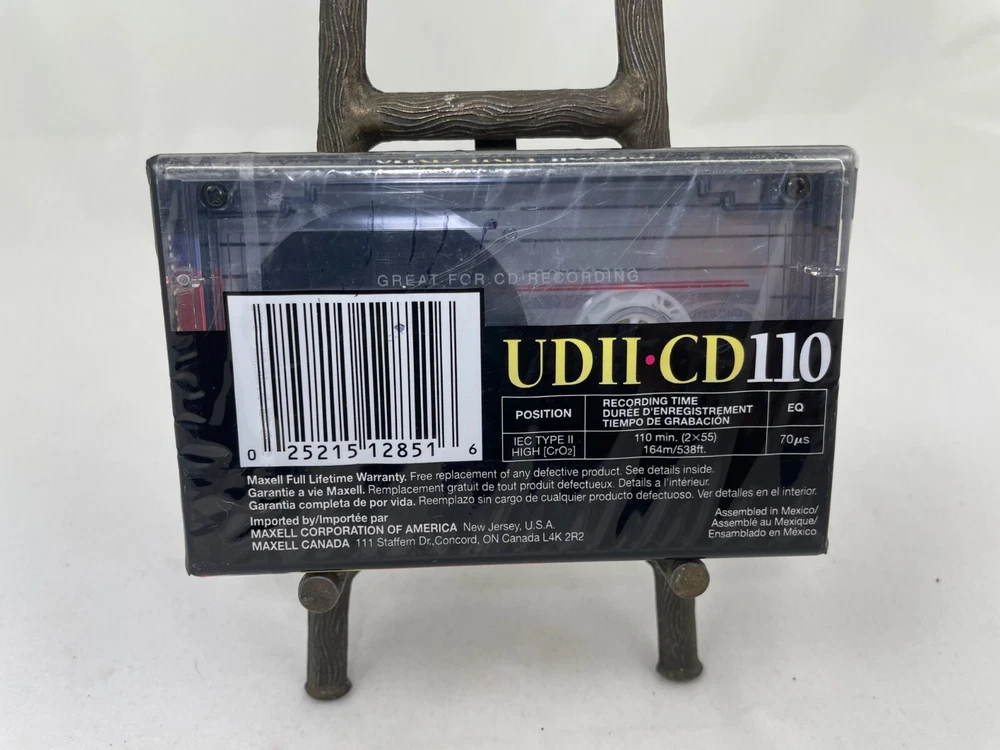 GREAT FOR CD RECORDING
UDII•CD110
POSITION
RECORDING TIME
DURÉE D'ENREGISTREMENT
TIEMPO DE GRABACIÓN
EQ
IEC TYPE II
HIGH [CrO2]
110 min. (2×55)
164m/538ft.
70μs
0 25215 12851 6
Maxell Full Lifetime Warranty. Free replacement of any defective product. See details inside.
Garantie a vie Maxell. Remplacement gratuit de tout produit defectueux. Details a l'intérieur.
Garantia completa de por vida. Reemplazo sin cargo de cualquier producto defectuoso. Ver detalles en el interior.
Imported by/Importée par
MAXELL CORPORATION OF AMERICA New Jersey, U.S.A.
MAXELL CANADA 111 Staffern Dr.,Concord, ON Canada L4K 2R2
Assembled in Mexico/
Assemblé au Mexique/
Ensamblado en México